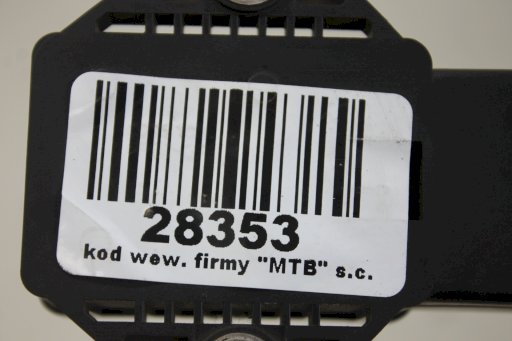 28353
kod wew. firmy "MTB" s.c.